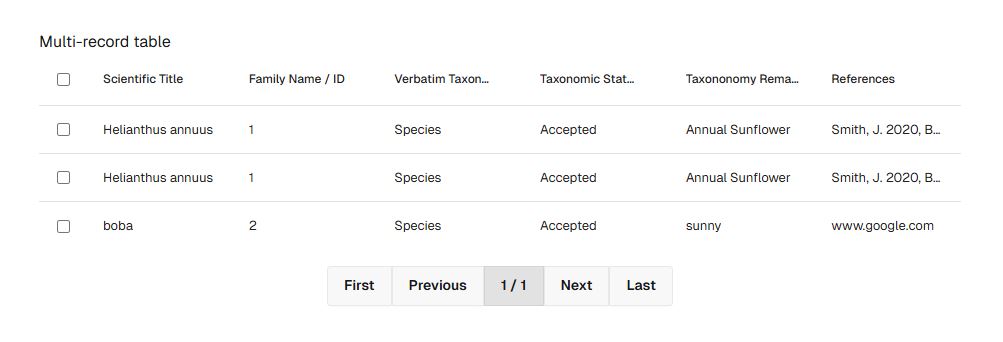 Multi-record table
Scientific Title Family Name / ID Verbatim Taxon... Taxonomic Stat... Taxononomy Rema... References
Helianthus annuus 1 Species Accepted Annual Sunflower Smith, J. 2020, B...
Helianthus annuus 1 Species Accepted Annual Sunflower Smith, J. 2020, B...
boba 2 Species Accepted sunny www.google.com
First Previous 1 / 1 Next Last